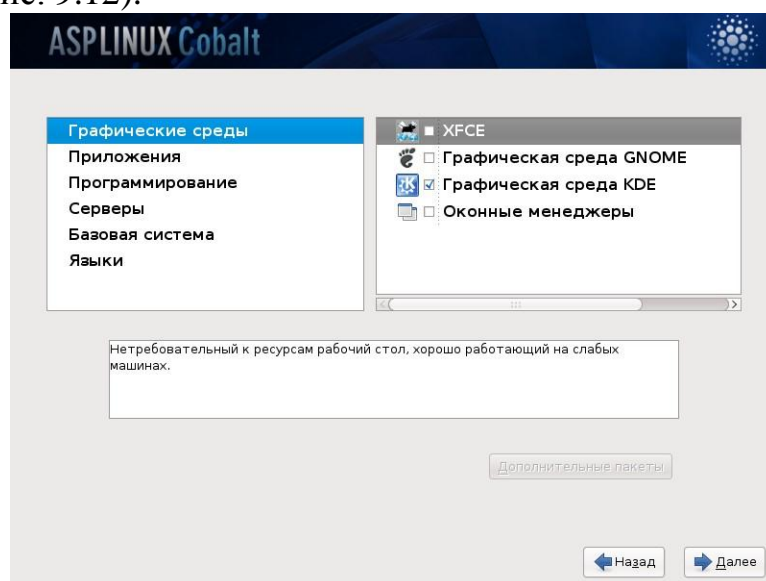 ис. 9.12).
ASPLINUX Cobalt
Графические среды
Приложения
Программирование
Серверы
Базовая система
Языки
XFCE
Графическая среда GNOME
Графическая среда KDE
Оконные менеджеры
Нетребовательный к ресурсам рабочий стол, хорошо работающий на слабых
машинах.
Дополнительные пакеты
Назад
Далее